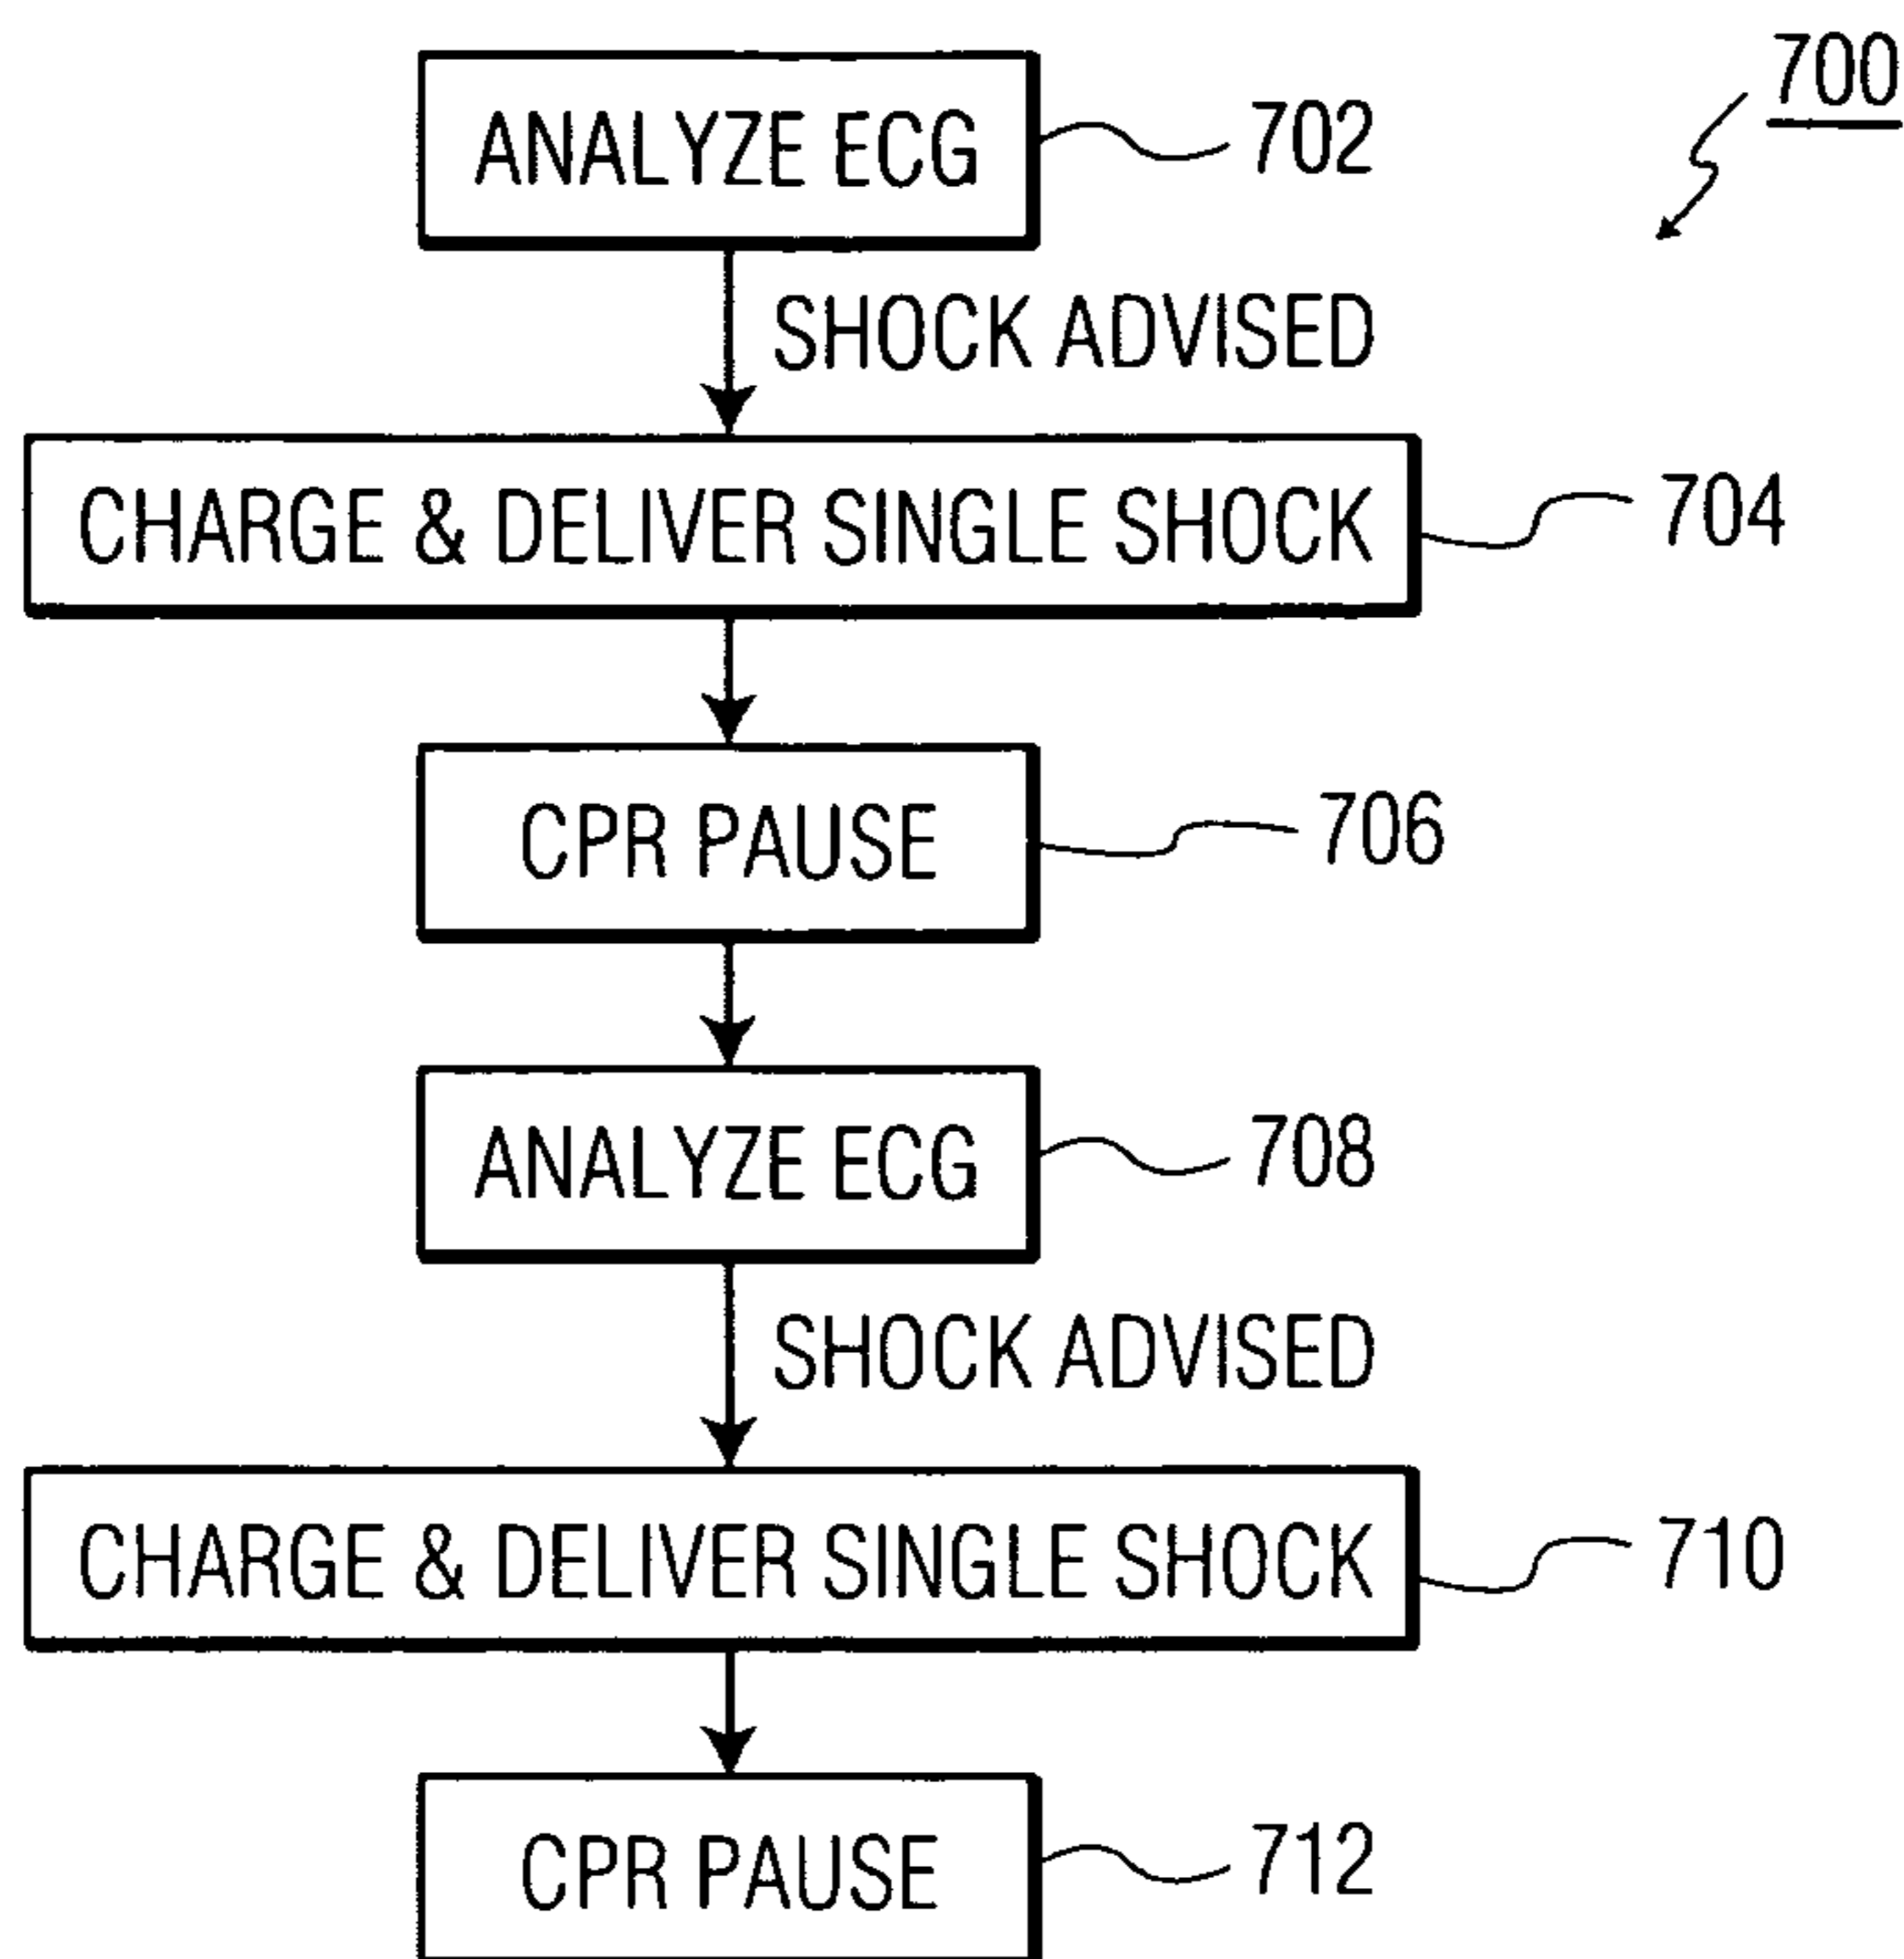 700
ANALYZE ECG 702
SHOCK ADVISED
CHARGE & DELIVER SINGLE SHOCK 704
CPR PAUSE 706
ANALYZE ECG 708
SHOCK ADVISED
CHARGE & DELIVER SINGLE SHOCK 710
CPR PAUSE 712